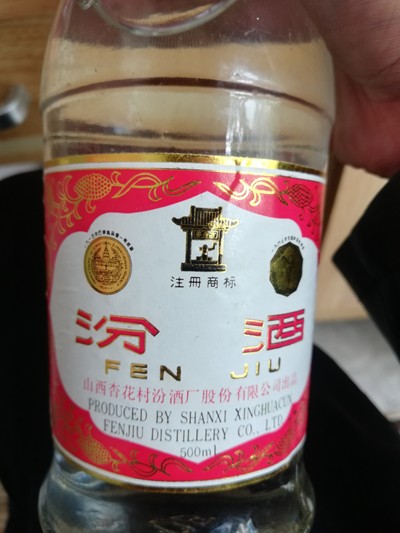 注册商标
汾酒
FEN JIU
山西杏花村汾酒厂股份有限公司出品
PRODUCED BY SHANXI XINGHUACUN
FENJIU DISTILLERY CO., LTD
500ml